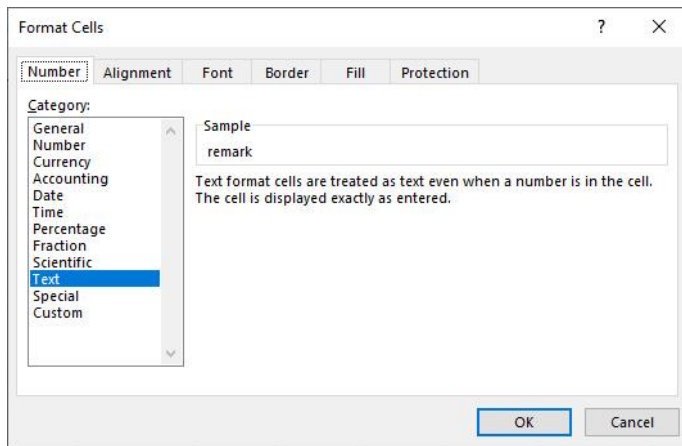 Format Cells ? ×
Number Alignment Font Border Fill Protection
Category:
General
Number
Currency
Accounting
Date
Time
Percentage
Fraction
Scientific
Text
Special
Custom
Sample
remark
Text format cells are treated as text even when a number is in the cell.
The cell is displayed exactly as entered.
OK Cancel